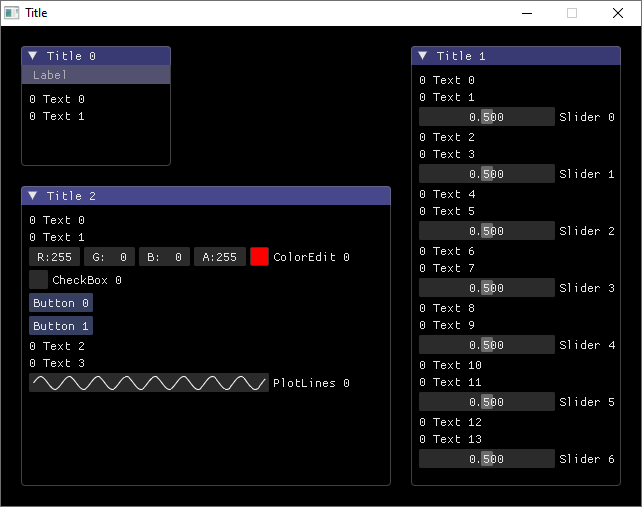 Title
Title 0
Label
0 Text 0
0 Text 1
Title 2
0 Text 0
0 Text 1
R:255 G: 0 B: 0 A:255 ColorEdit 0
CheckBox 0
Button 0
Button 1
0 Text 2
0 Text 3
PlotLines 0
Title 1
0 Text 0
0 Text 1
0.500 Slider 0
0 Text 2
0 Text 3
0.500 Slider 1
0 Text 4
0 Text 5
0.500 Slider 2
0 Text 6
0 Text 7
0.500 Slider 3
0 Text 8
0 Text 9
0.500 Slider 4
0 Text 10
0 Text 11
0.500 Slider 5
0 Text 12
0 Text 13
0.500 Slider 6